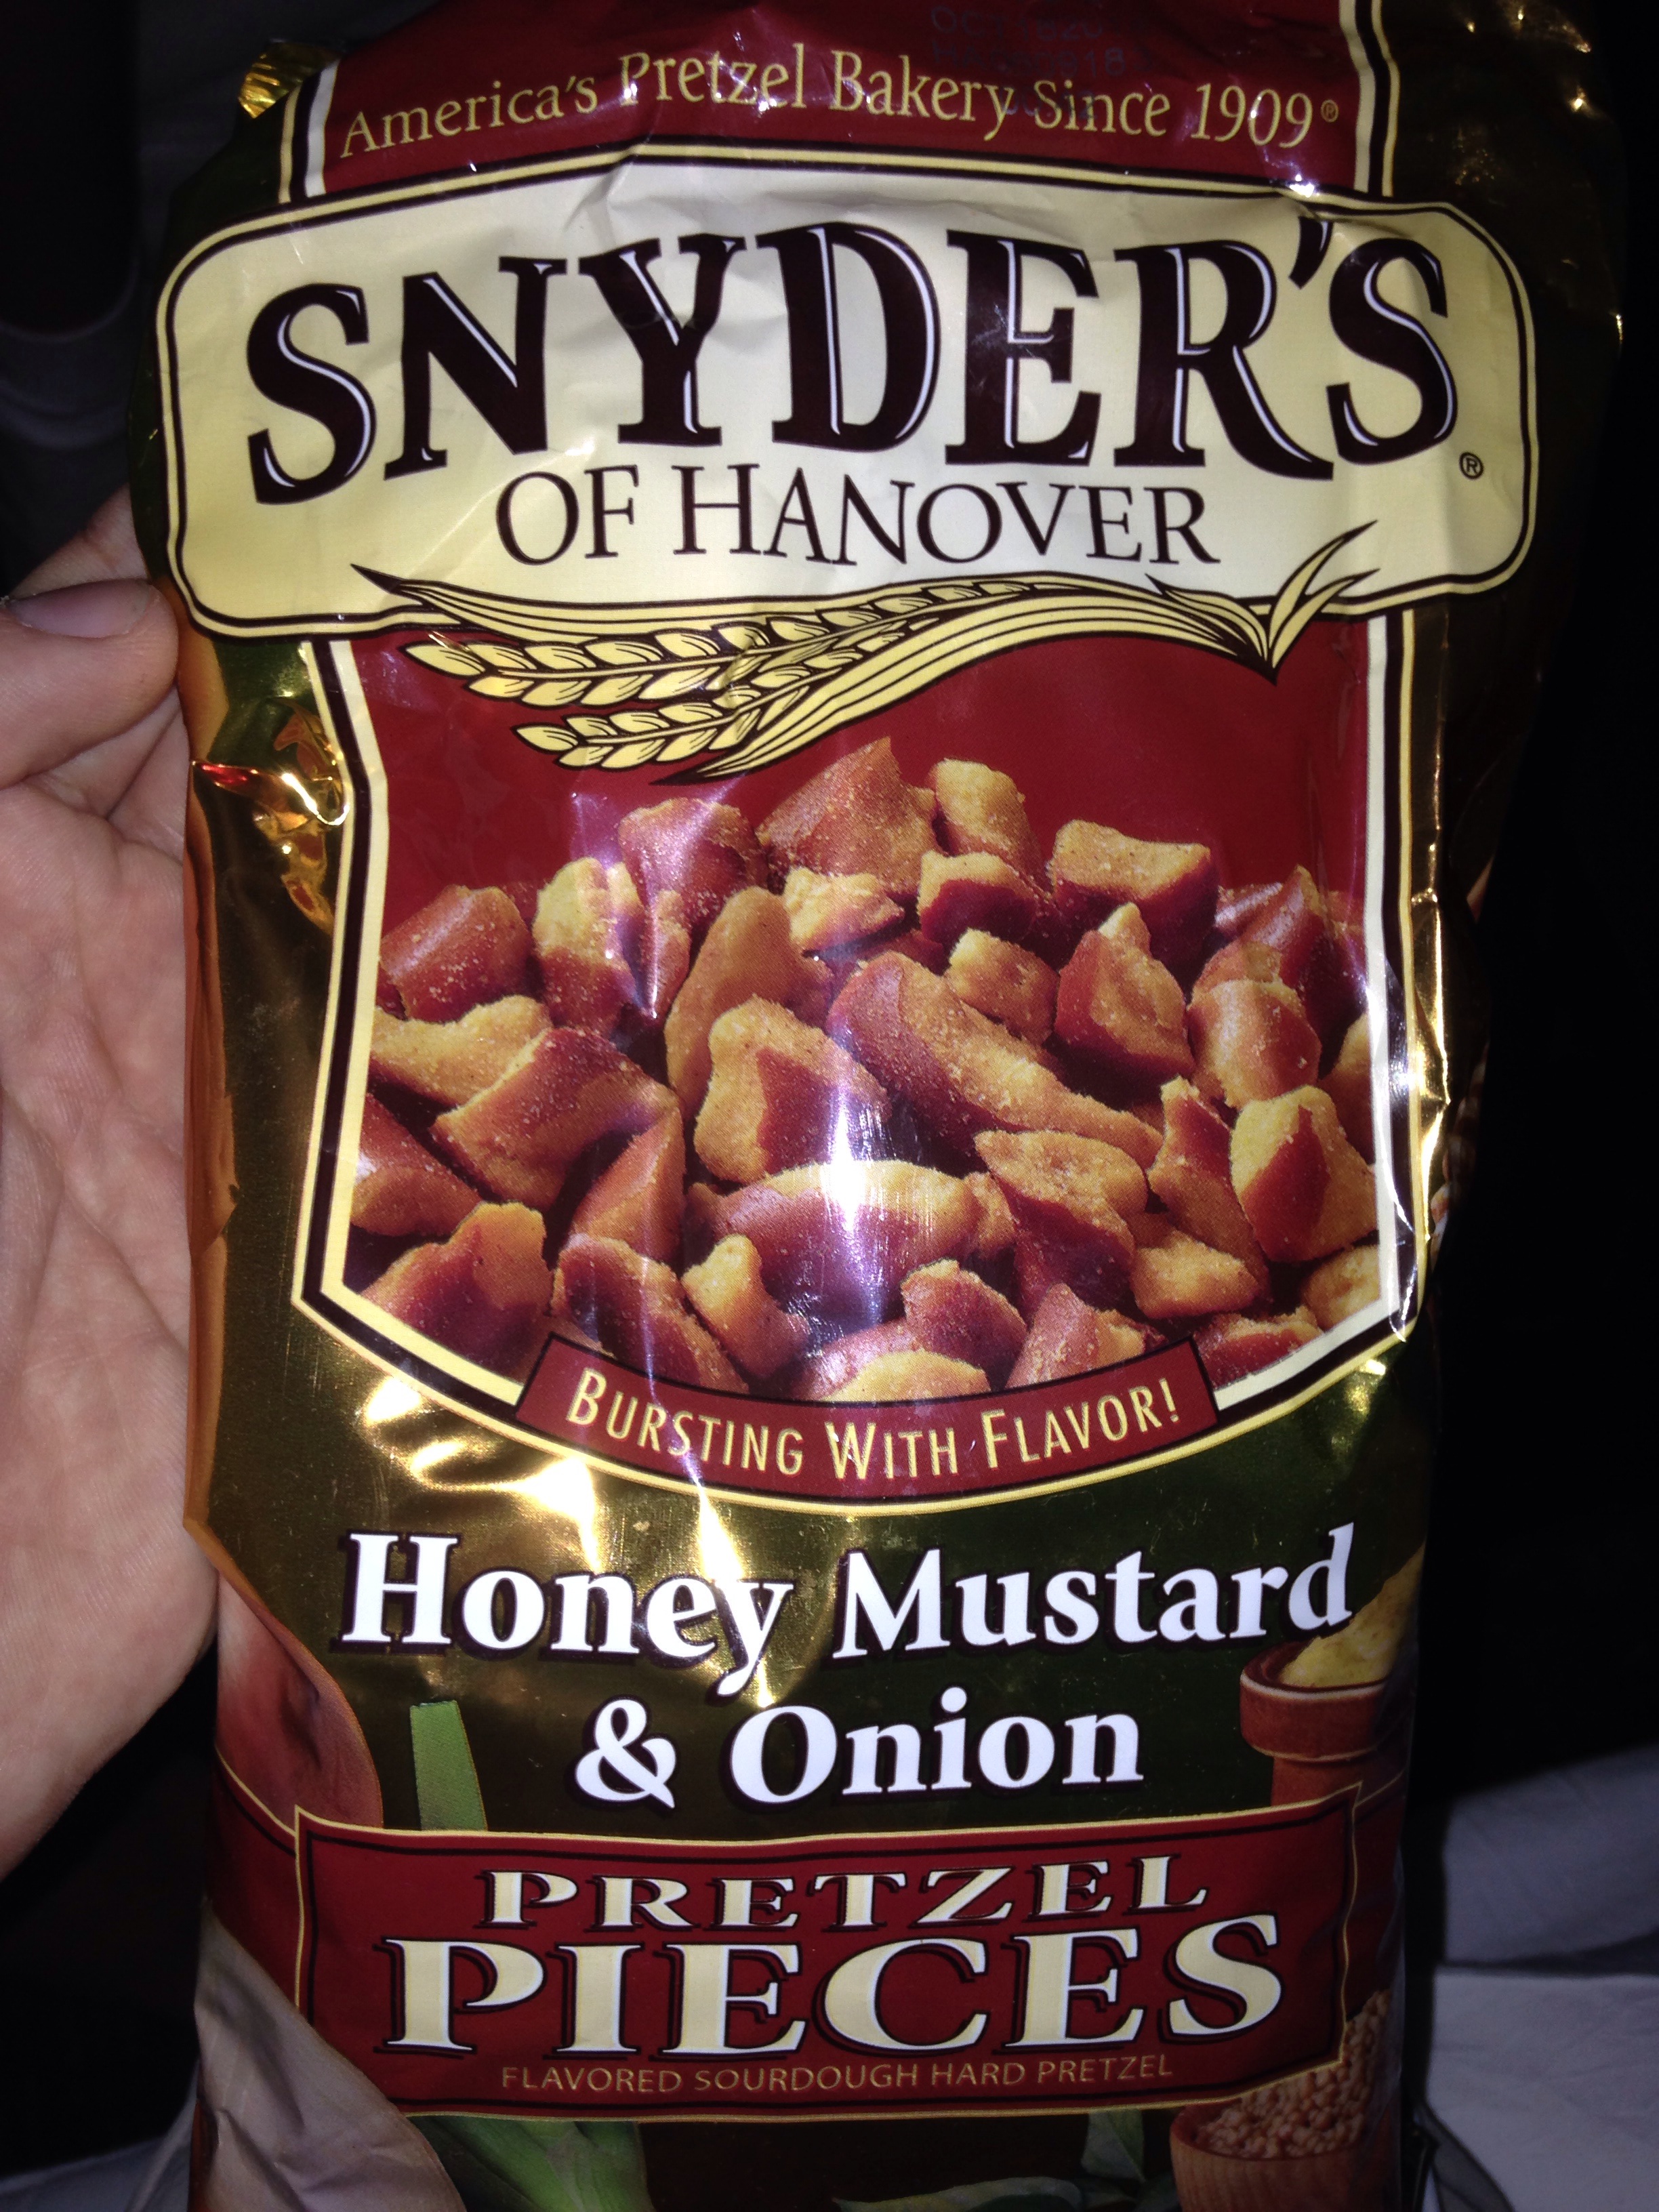 America's Pretzel Bakery Since 1909®
SNYDER'S®
OF HANOVER
BURSTING WITH FLAVOR!
Honey Mustard
& Onion
PRETZEL
PIECES
FLAVORED SOURDOUGH HARD PRETZEL